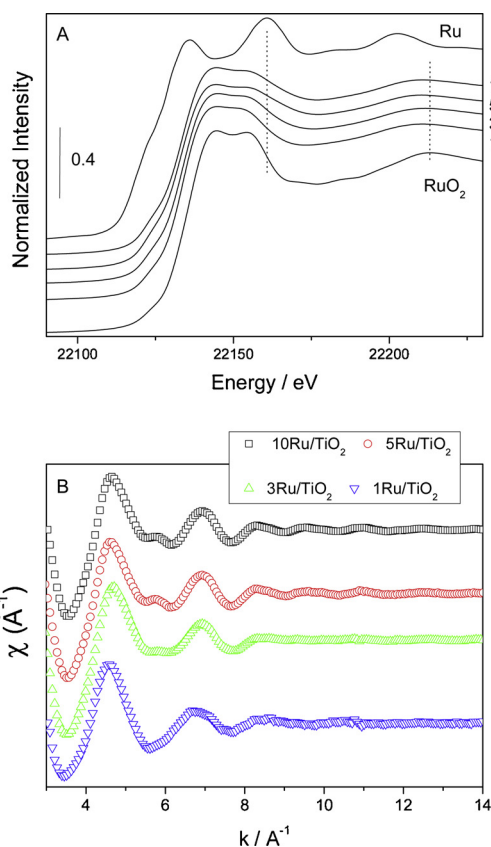 A
Ru
0.4
RuO₂
Normalized Intensity
22100 22150 22200
Energy / eV
10Ru/TiO₂ 5Ru/TiO₂
3Ru/TiO₂ 1Ru/TiO₂
B
χ (A⁻¹)
4 6 8 10 12 14
k / A⁻¹